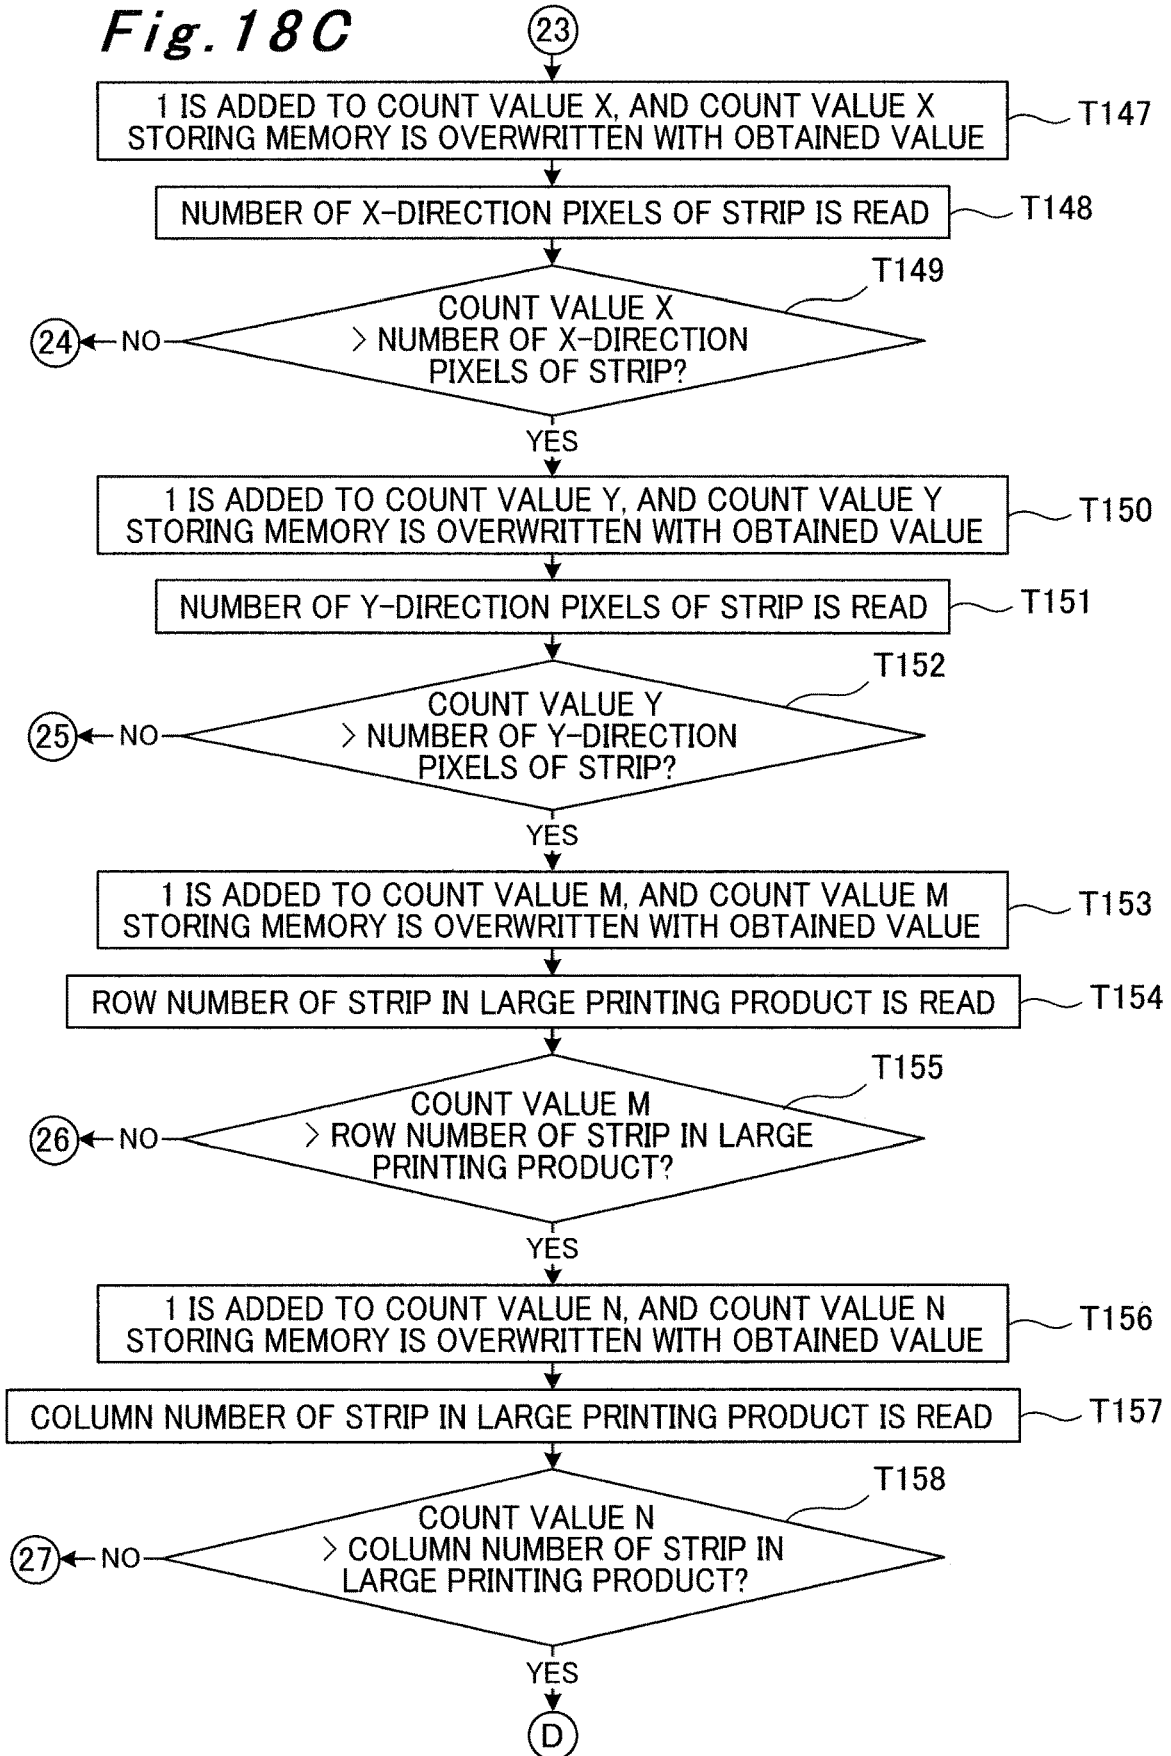 Fig.18C
23
1 IS ADDED TO COUNT VALUE X, AND COUNT VALUE X
STORING MEMORY IS OVERWRITTEN WITH OBTAINED VALUE
T147
NUMBER OF X-DIRECTION PIXELS OF STRIP IS READ
T148
T149
COUNT VALUE X
> NUMBER OF X-DIRECTION
PIXELS OF STRIP?
NO
24
YES
1 IS ADDED TO COUNT VALUE Y, AND COUNT VALUE Y
STORING MEMORY IS OVERWRITTEN WITH OBTAINED VALUE
T150
NUMBER OF Y-DIRECTION PIXELS OF STRIP IS READ
T151
T152
COUNT VALUE Y
> NUMBER OF Y-DIRECTION
PIXELS OF STRIP?
NO
25
YES
1 IS ADDED TO COUNT VALUE M, AND COUNT VALUE M
STORING MEMORY IS OVERWRITTEN WITH OBTAINED VALUE
T153
ROW NUMBER OF STRIP IN LARGE PRINTING PRODUCT IS READ
T154
T155
COUNT VALUE M
> ROW NUMBER OF STRIP IN LARGE
PRINTING PRODUCT?
NO
26
YES
1 IS ADDED TO COUNT VALUE N, AND COUNT VALUE N
STORING MEMORY IS OVERWRITTEN WITH OBTAINED VALUE
T156
COLUMN NUMBER OF STRIP IN LARGE PRINTING PRODUCT IS READ
T157
T158
COUNT VALUE N
> COLUMN NUMBER OF STRIP IN
LARGE PRINTING PRODUCT?
NO
27
YES
D